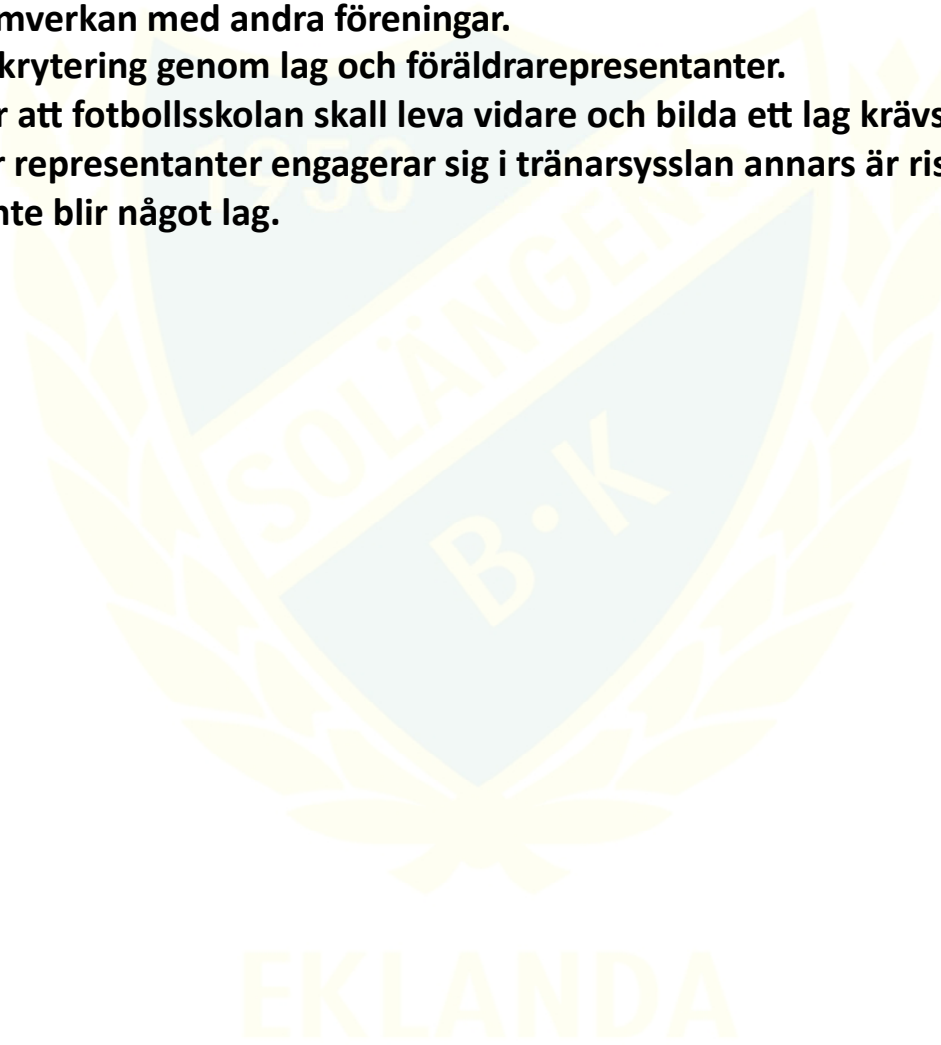 mverkan med andra föreningar.
krytering genom lag och föräldrarepresentanter.
r att fotbollsskolan skall leva vidare och bilda ett lag krävs
r representanter engagerar sig i tränarsysslan annars är ris
nte blir något lag.
1950
SOLÄNGENS
B·K
EKLANDA